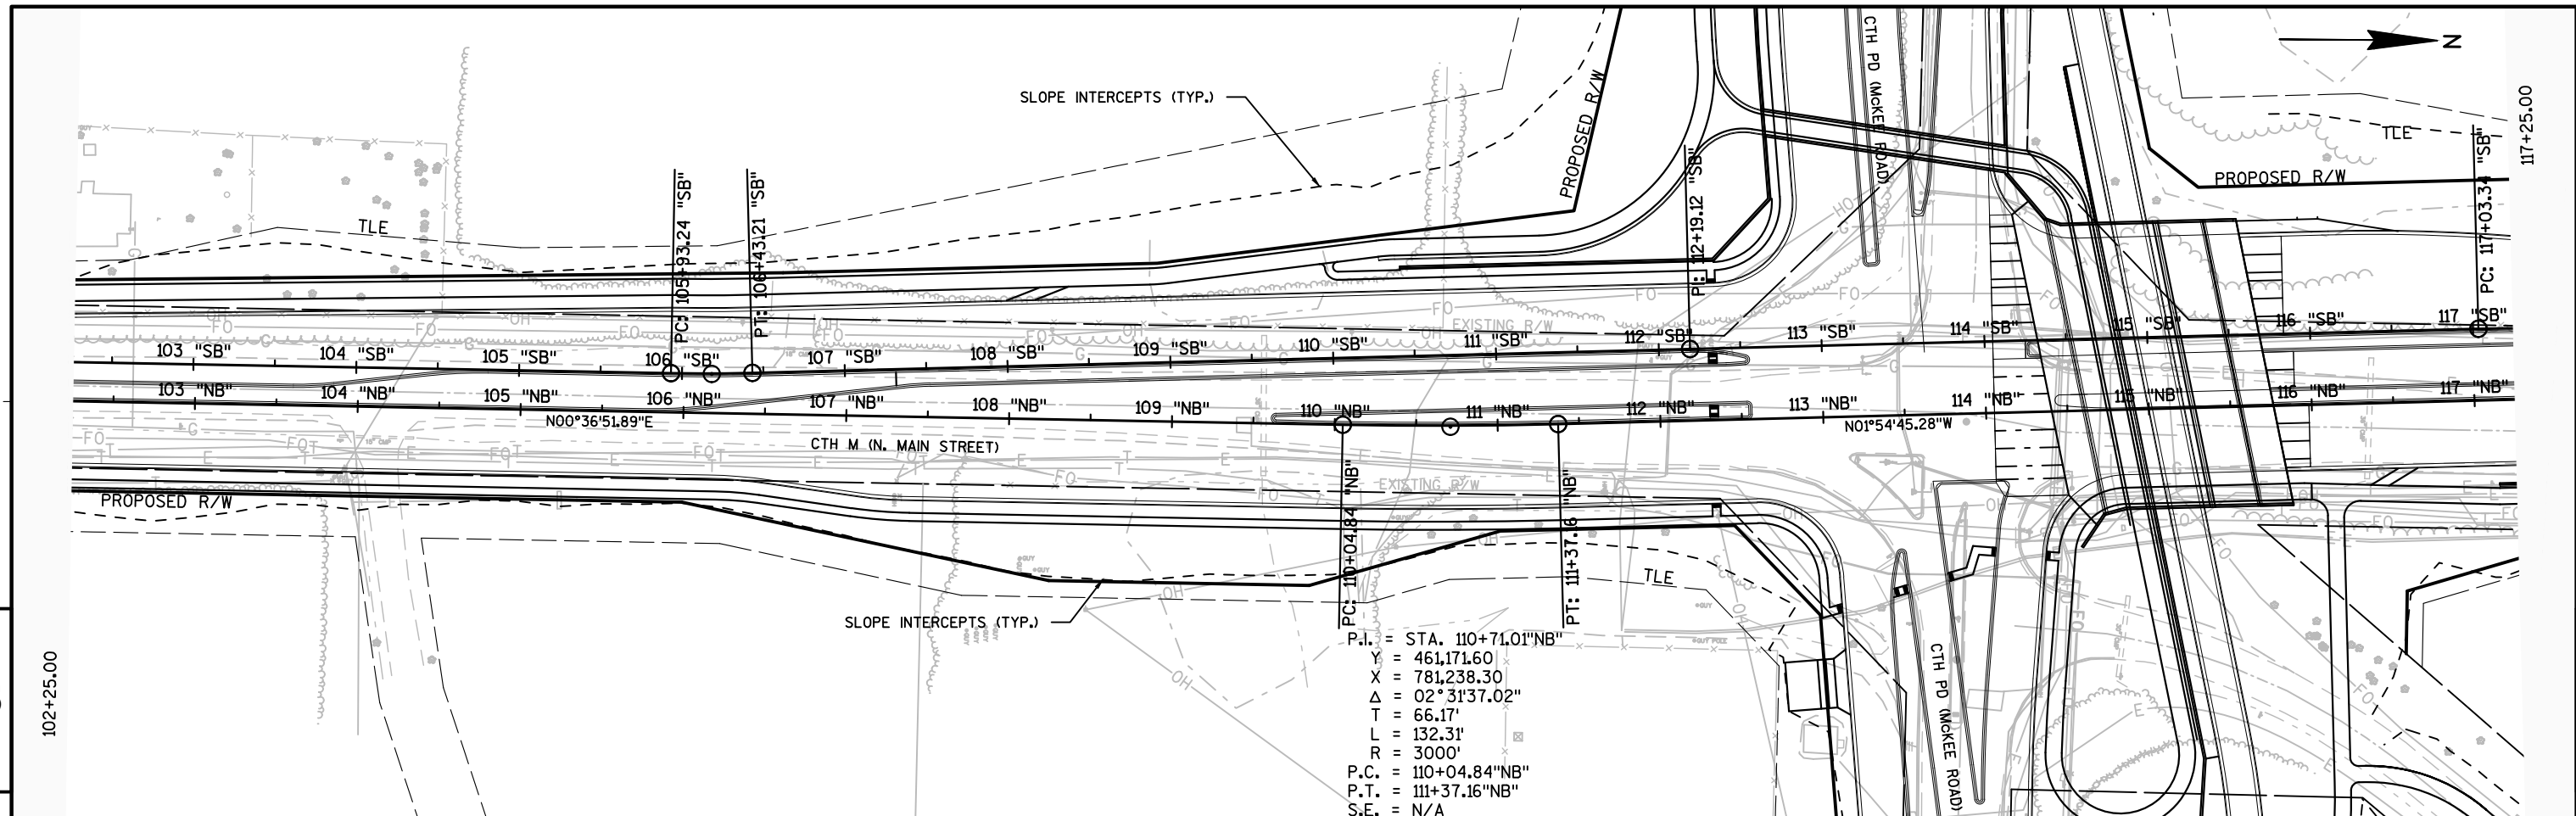 N
SLOPE INTERCEPTS (TYP.)
PROPOSED R/W
CTH PD (McKEE ROAD)
TLE
PROPOSED R/W
117+25.00
TLE
PC: 105+93.24 "SB"
PT: 106+43.21 "SB"
PI: 112+19.12 "SB"
PC: 117+03.34 "SB"
EXISTING R/W
103 "SB"
104 "SB"
105 "SB"
106 "SB"
107 "SB"
108 "SB"
109 "SB"
110 "SB"
111 "SB"
112 "SB"
113 "SB"
114 "SB"
115 "SB"
116 "SB"
117 "SB"
103 "NB"
104 "NB"
105 "NB"
106 "NB"
107 "NB"
108 "NB"
109 "NB"
110 "NB"
111 "NB"
112 "NB"
113 "NB"
114 "NB"
115 "NB"
116 "NB"
117 "NB"
N00°36'51.89"E
N01°54'45.28"W
CTH M (N. MAIN STREET)
EXISTING R/W
PROPOSED R/W
PC: 110+04.84 "NB"
PT: 111+37.16 "NB"
TLE
SLOPE INTERCEPTS (TYP.)
CTH PD (McKEE ROAD)
102+25.00
P.I. = STA. 110+71.01"NB"
Y = 461,171.60
X = 781,238.30
Δ = 02°31'37.02"
T = 66.17'
L = 132.31'
R = 3000'
P.C. = 110+04.84"NB"
P.T. = 111+37.16"NB"
S.E. = N/A